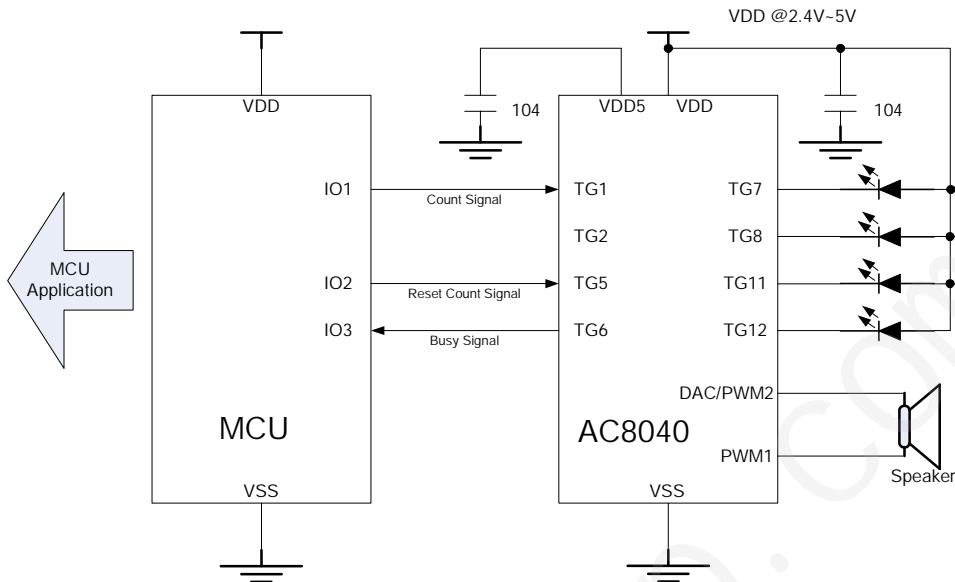 VDD @2.4V~5V
VDD
104
VDD5
VDD
104
IO1
Count Signal
TG1
TG7
TG2
TG8
MCU
Application
IO2
Reset Count Signal
TG5
TG11
IO3
Busy Signal
TG6
TG12
DAC/PWM2
MCU
AC8040
PWM1
Speaker
VSS
VSS